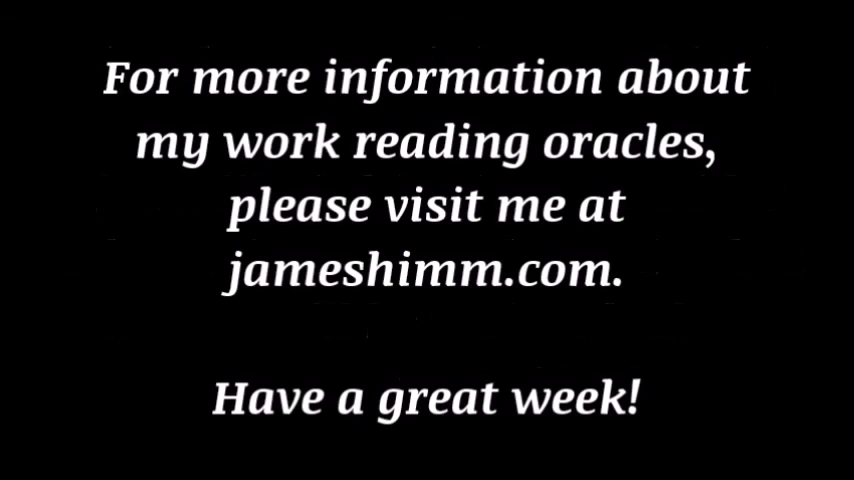 For more information about
my work reading oracles,
please visit me at
jameshimm.com.
Have a great week!